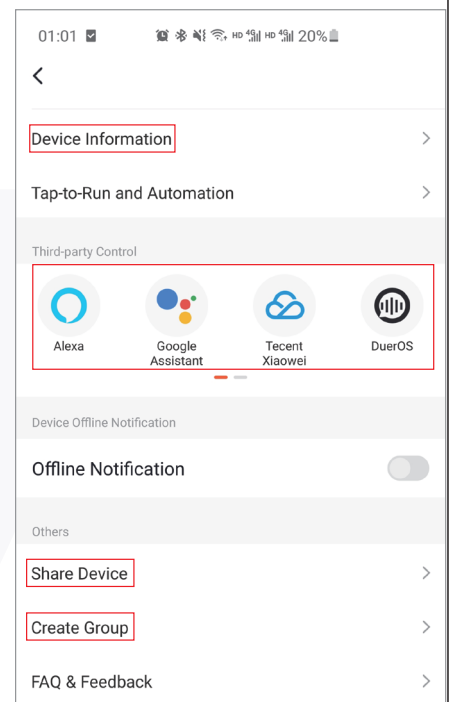 01:01 HD 4G HD 4G 20%
Device Information
Tap-to-Run and Automation
Third-party Control
Alexa Google Assistant Tecent Xiaowei DuerOS
Device Offline Notification
Offline Notification
Others
Share Device
Create Group
FAQ & Feedback